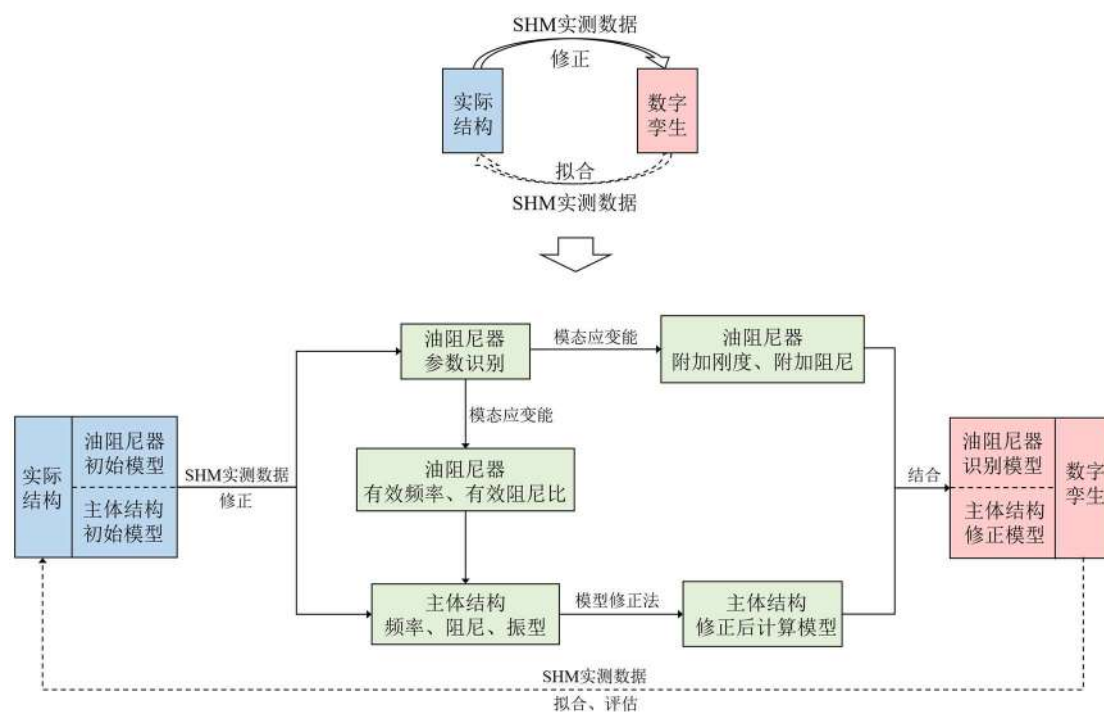 SHM实测数据
修正
实际
结构
数字
孪生
拟合
SHM实测数据
油阻尼器
参数识别
模态应变能
油阻尼器
附加刚度、附加阻尼
模态应变能
实际
结构
油阻尼器
初始模型
主体结构
初始模型
SHM实测数据
修正
油阻尼器
有效频率、有效阻尼比
结合
油阻尼器
识别模型
主体结构
修正模型
数字
孪生
主体结构
频率、阻尼、振型
模型修正法
主体结构
修正后计算模型
SHM实测数据
拟合、评估